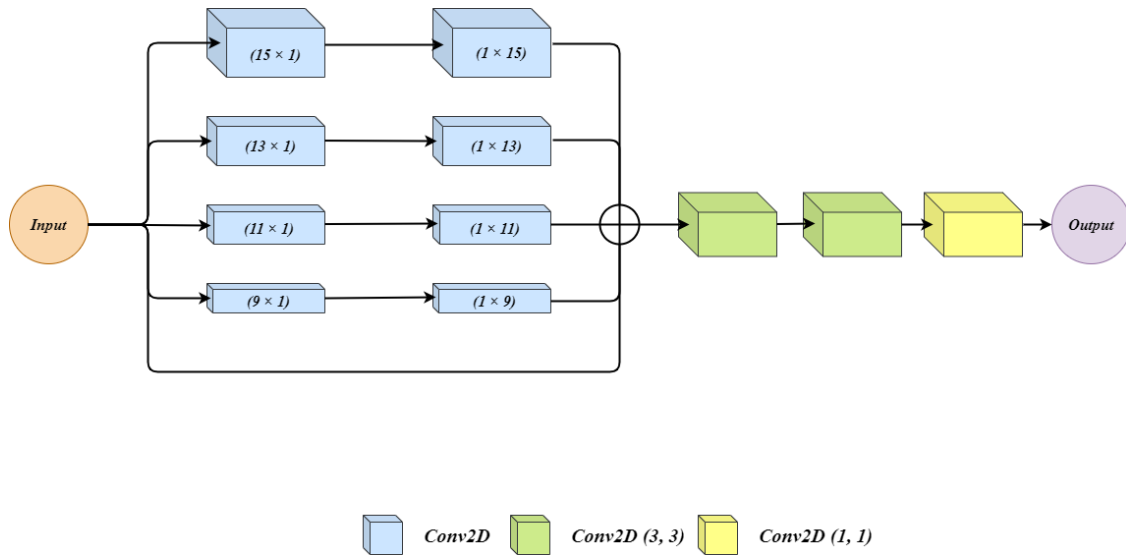 (15 × 1)
(1 × 15)
(13 × 1)
(1 × 13)
Input
(11 × 1)
(1 × 11)
Output
(9 × 1)
(1 × 9)
Conv2D
Conv2D (3, 3)
Conv2D (1, 1)